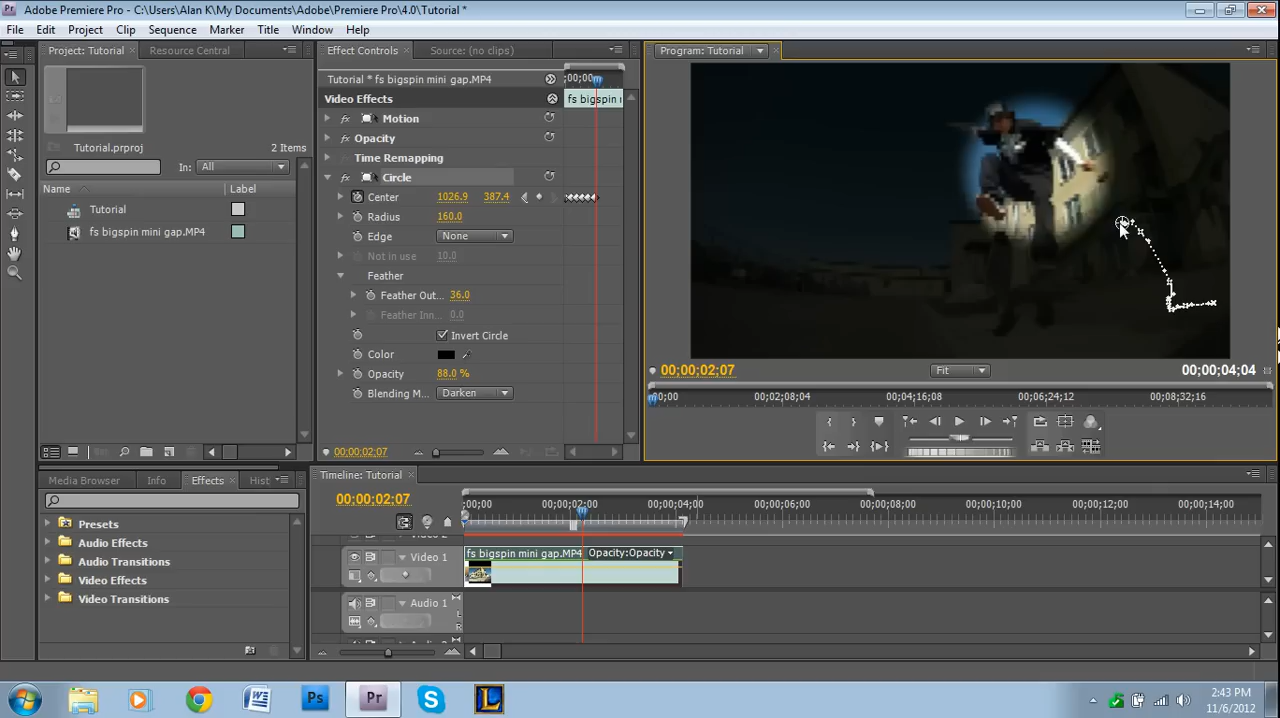 Adobe Premiere Pro - C:\Users\Alan K\My Documents\Adobe\Premiere Pro\4.0\Tutorial *
File Edit Project Clip Sequence Marker Title Window Help
Project: Tutorial Resource Central
Effect Controls Source: (no clips)
Program: Tutorial
Tutorial * fs bigspin mini gap.MP4 ;00;00
Video Effects fs bigspin
Motion
Opacity
Tutorial.prproj 2 Items
Time Remapping
In: All
Circle
Name Label
Center 1026.9 387.4
Tutorial
Radius 160.0
fs bigspin mini gap.MP4
Edge None
Not in use 10.0
Feather
Feather Out... 36.0
Feather Inn... 0.0
Invert Circle
Color
Opacity 88.0 %
Blending M... Darken
00;00;02;07 Fit 00;00;04;04
00;00 00;02;08;04 00;04;16;08 00;06;24;12 00;08;32;16
00;00;02;07
Media Browser Info Effects Hist
Timeline: Tutorial
00;00;02;07
;00;00 00;00;02;00 00;00;04;00 00;00;06;00 00;00;08;00 00;00;10;00 00;00;12;00 00;00;14;00
Presets
Audio Effects
Audio Transitions
Video Effects
Video Transitions
Video 2
Video 1 fs bigspin mini gap.MP4 Opacity:Opacity
Audio 1
L
R
W Ps Pr S L
2:43 PM
11/6/2012